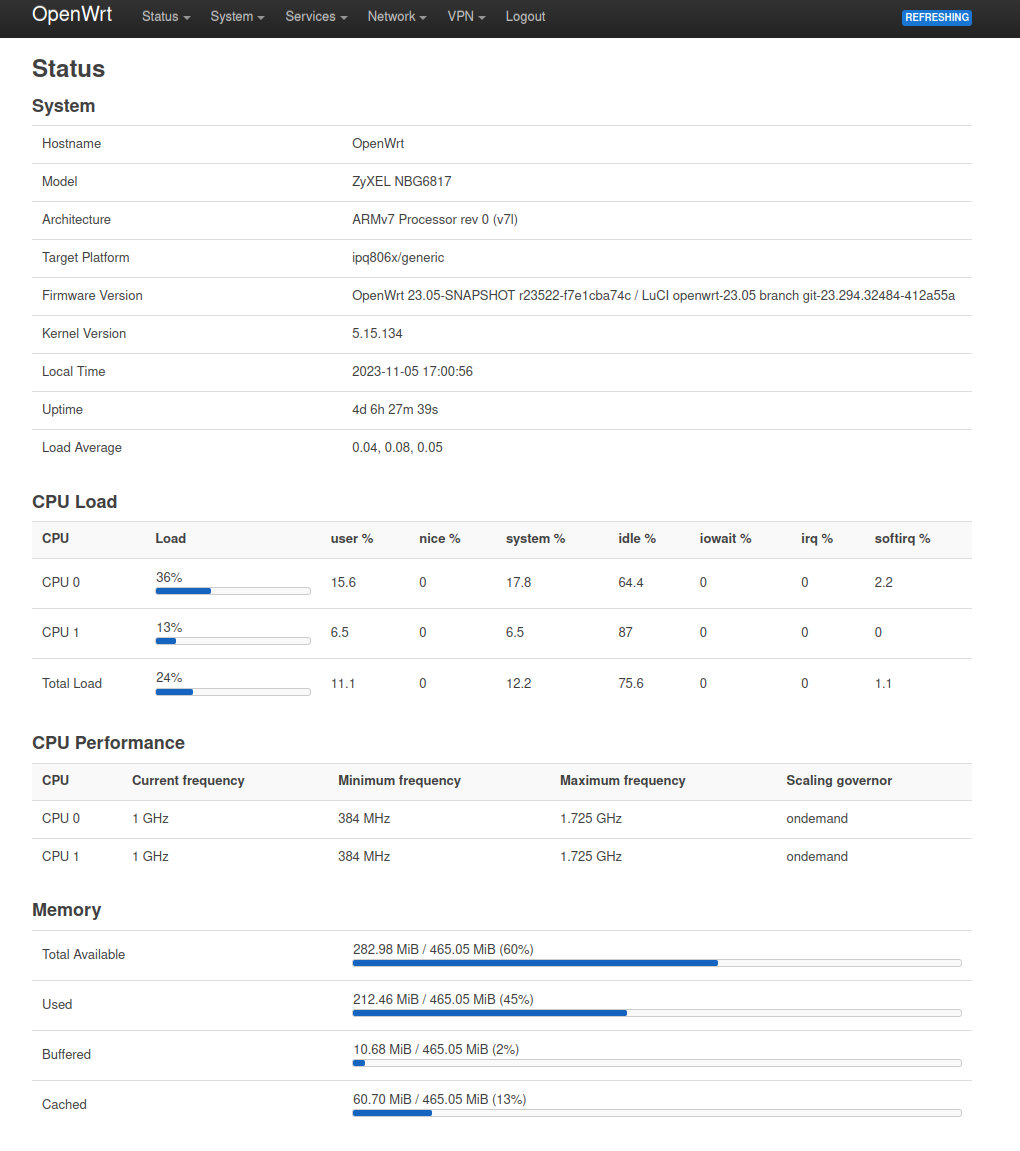 OpenWrt Status System Services Network VPN Logout REFRESHING
Status
System
Hostname OpenWrt
Model ZyXEL NBG6817
Architecture ARMv7 Processor rev 0 (v7l)
Target Platform ipq806x/generic
Firmware Version OpenWrt 23.05-SNAPSHOT r23522-f7e1cba74c / LuCI openwrt-23.05 branch git-23.294.32484-412a55a
Kernel Version 5.15.134
Local Time 2023-11-05 17:00:56
Uptime 4d 6h 27m 39s
Load Average 0.04, 0.08, 0.05
CPU Load
CPU Load user % nice % system % idle % iowait % irq % softirq %
CPU 0 36% 15.6 0 17.8 64.4 0 0 2.2
CPU 1 13% 6.5 0 6.5 87 0 0 0
Total Load 24% 11.1 0 12.2 75.6 0 0 1.1
CPU Performance
CPU Current frequency Minimum frequency Maximum frequency Scaling governor
CPU 0 1 GHz 384 MHz 1.725 GHz ondemand
CPU 1 1 GHz 384 MHz 1.725 GHz ondemand
Memory
Total Available 282.98 MiB / 465.05 MiB (60%)
Used 212.46 MiB / 465.05 MiB (45%)
Buffered 10.68 MiB / 465.05 MiB (2%)
Cached 60.70 MiB / 465.05 MiB (13%)